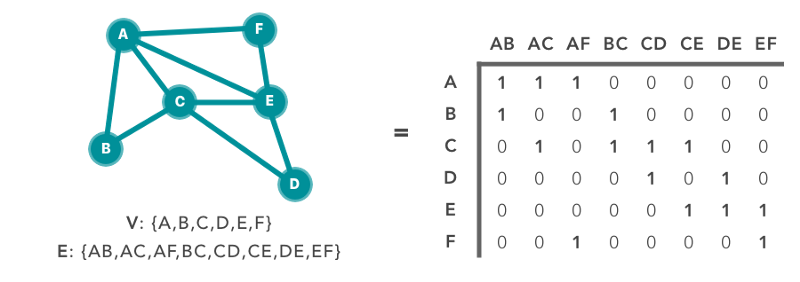 A
F
C
E
B
D
V: {A,B,C,D,E,F}
E: {AB,AC,AF,BC,CD,CE,DE,EF}
=
AB AC AF BC CD CE DE EF
A 1 1 1 0 0 0 0 0
B 1 0 0 1 0 0 0 0
C 0 1 0 1 1 1 0 0
D 0 0 0 0 1 0 1 0
E 0 0 0 0 0 1 1 1
F 0 0 1 0 0 0 0 1